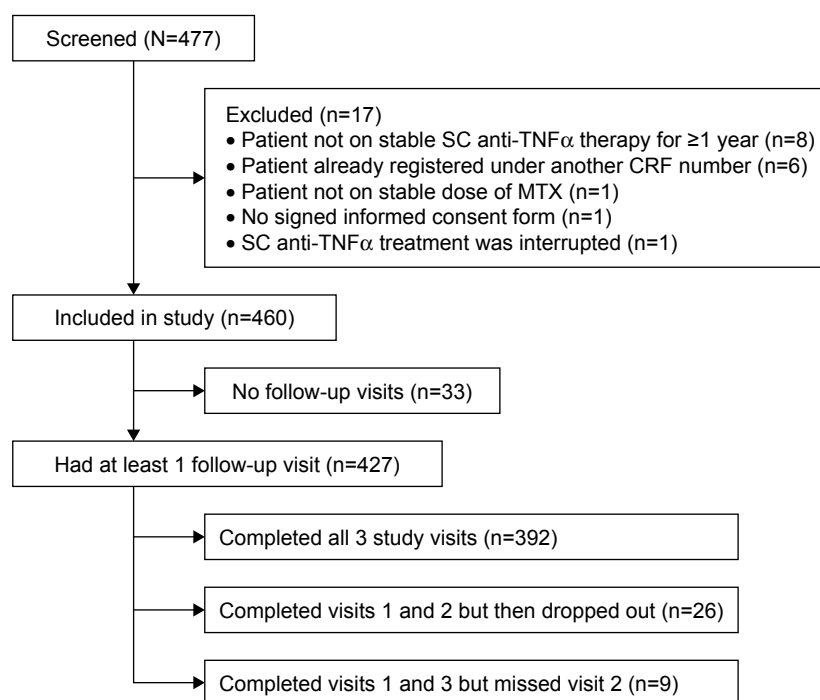 Screened (N=477)
Excluded (n=17)
• Patient not on stable SC anti-TNFα therapy for ≥1 year (n=8)
• Patient already registered under another CRF number (n=6)
• Patient not on stable dose of MTX (n=1)
• No signed informed consent form (n=1)
• SC anti-TNFα treatment was interrupted (n=1)
Included in study (n=460)
No follow-up visits (n=33)
Had at least 1 follow-up visit (n=427)
Completed all 3 study visits (n=392)
Completed visits 1 and 2 but then dropped out (n=26)
Completed visits 1 and 3 but missed visit 2 (n=9)